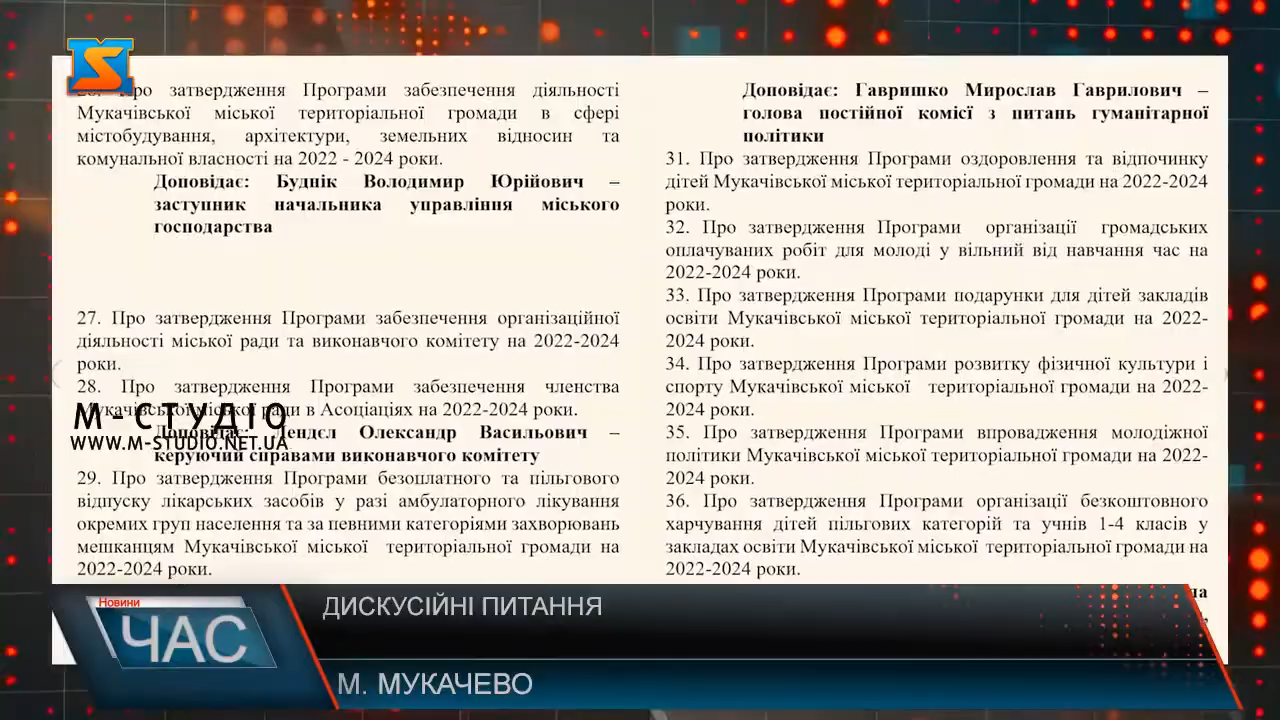 Про затвердження Програми забезпечення діяльності
Мукачівської міської територіальної громади в сфері
містобудування, архітектури, земельних відносин та
комунальної власності на 2022 - 2024 роки.
Доповідає: Буднік Володимир Юрійович –
заступник начальника управління міського
господарства
27. Про затвердження Програми забезпечення організаційної
діяльності міської ради та виконавчого комітету на 2022-2024
роки.
28. Про затвердження Програми забезпечення членства
Мукачівської міської ради в Асоціаціях на 2022-2024 роки.
Доповідає: Лендєл Олександр Васильович –
керуючий справами виконавчого комітету
29. Про затвердження Програми безоплатного та пільгового
відпуску лікарських засобів у разі амбулаторного лікування
окремих груп населення та за певними категоріями захворювань
мешканцям Мукачівської міської територіальної громади на
2022-2024 роки.
Доповідає: Гавришко Мирослав Гаврилович –
голова постійної комісії з питань гуманітарної
політики
31. Про затвердження Програми оздоровлення та відпочинку
дітей Мукачівської міської територіальної громади на 2022-2024
роки.
32. Про затвердження Програми організації громадських
оплачуваних робіт для молоді у вільний від навчання час на
2022-2024 роки.
33. Про затвердження Програми подарунки для дітей закладів
освіти Мукачівської міської територіальної громади на 2022-
2024 роки.
34. Про затвердження Програми розвитку фізичної культури і
спорту Мукачівської міської територіальної громади на 2022-
2024 роки.
35. Про затвердження Програми впровадження молодіжної
політики Мукачівської міської територіальної громади на 2022-
2024 роки.
36. Про затвердження Програми організації безкоштовного
харчування дітей пільгових категорій та учнів 1-4 класів у
закладах освіти Мукачівської міської територіальної громади на
2022-2024 роки.
М-СТУДІО
WWW.M-STUDIO.NET.UA
Новини
ЧАС
ДИСКУСІЙНІ ПИТАННЯ
М. МУКАЧЕВО